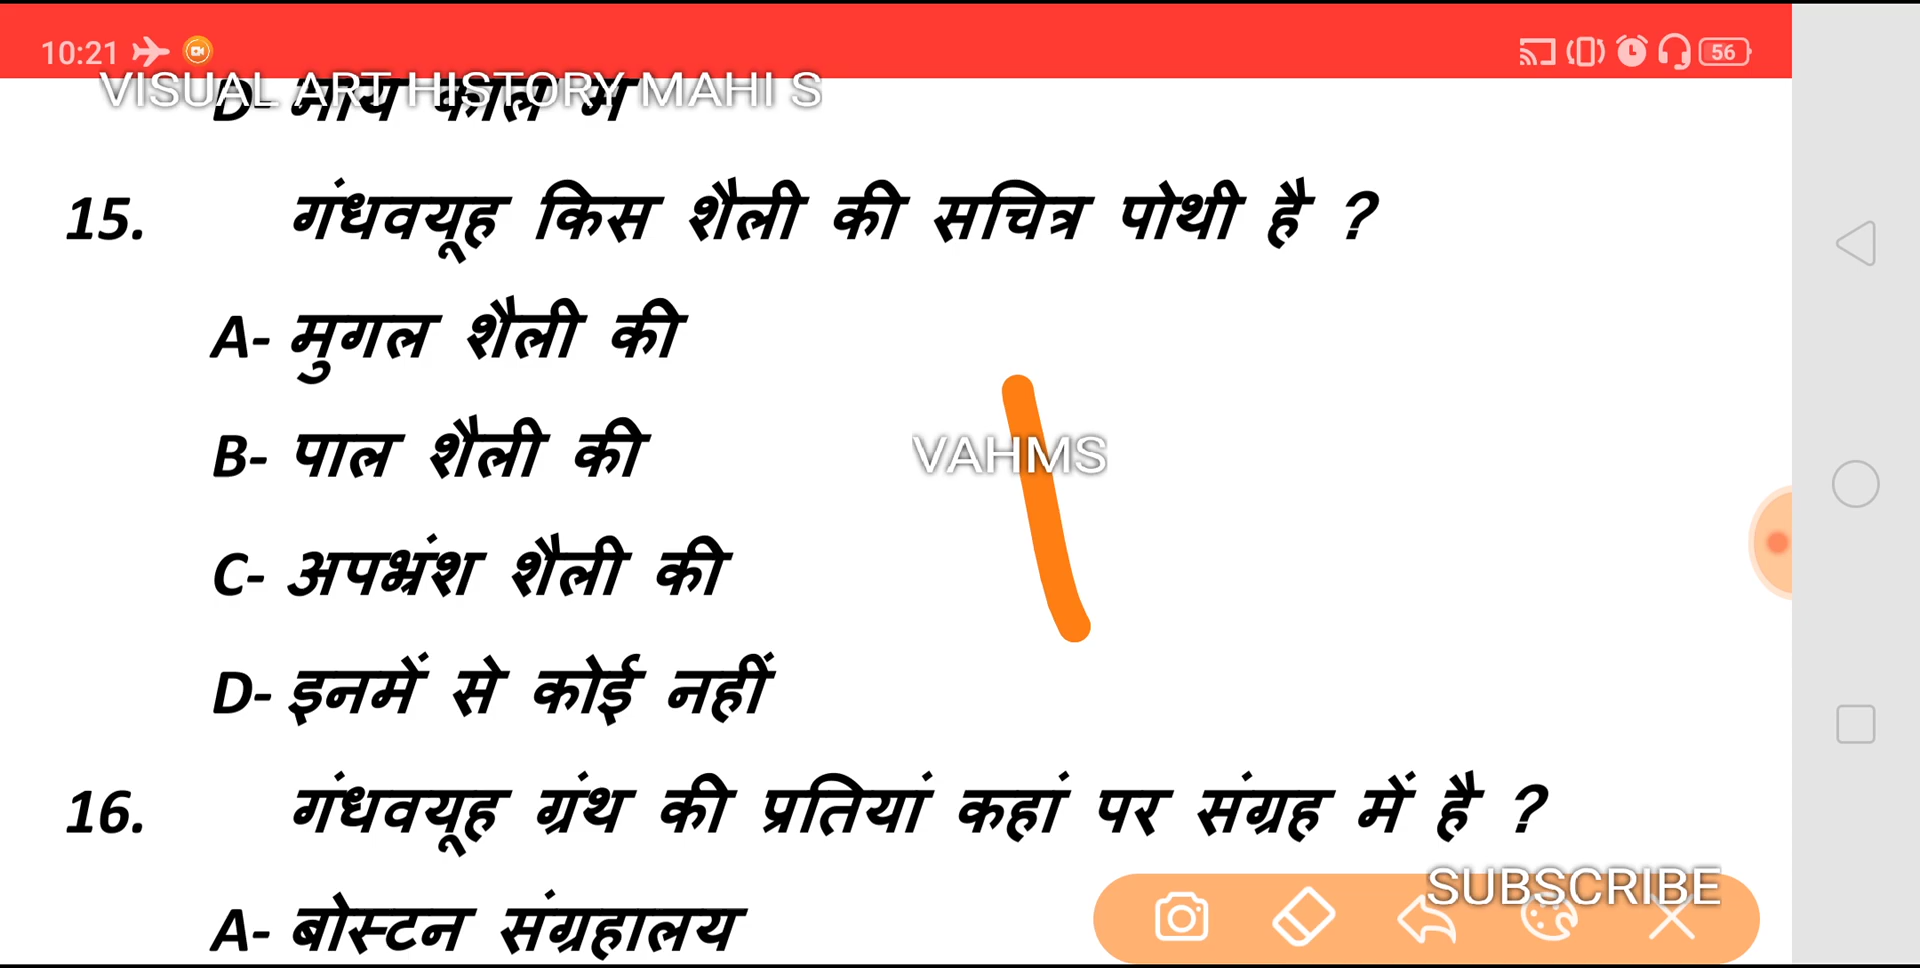 10:21
56
VISUAL ART HISTORY MAHI S
D- काल
15. गंधवयूह किस शैली की सचित्र पोथी है ?
A- मुगल शैली की
B- पाल शैली की
VAHMS
C- अपभ्रंश शैली की
D- इनमें से कोई नहीं
16. गंधवयूह ग्रंथ की प्रतियां कहां पर संग्रह में है ?
SUBSCRIBE
A- बोस्टन संग्रहालय